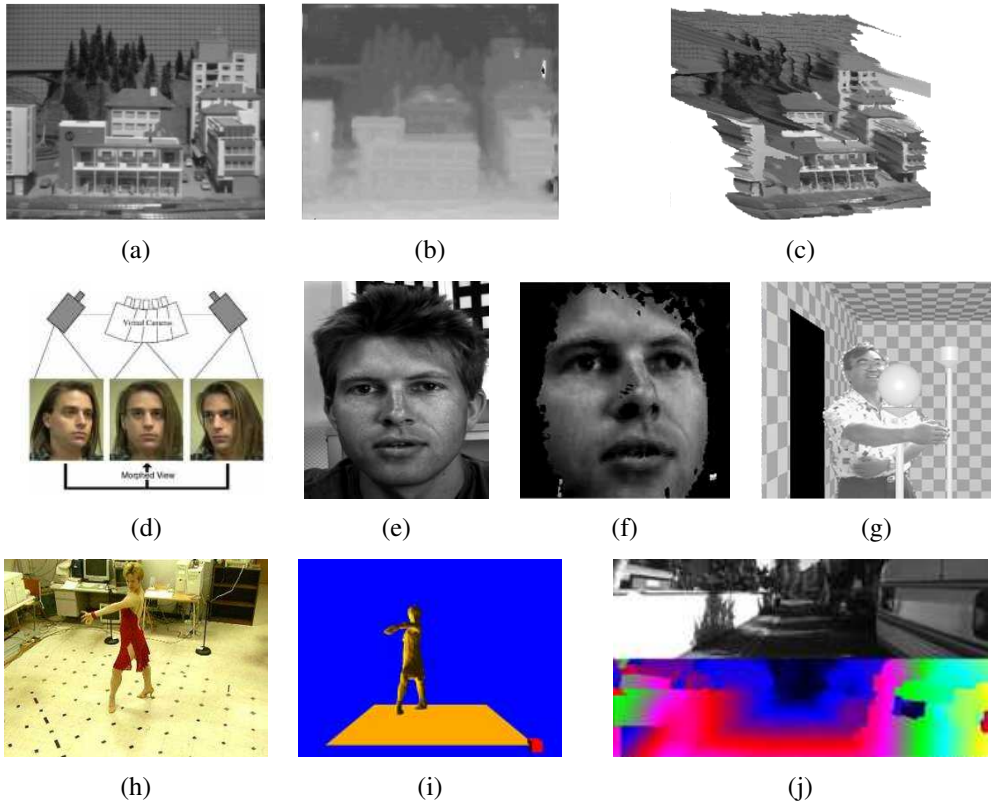 (a)
(b)
(c)
Virtual Cameras
Morphed View
(d)
(e)
(f)
(g)
(h)
(i)
(j)